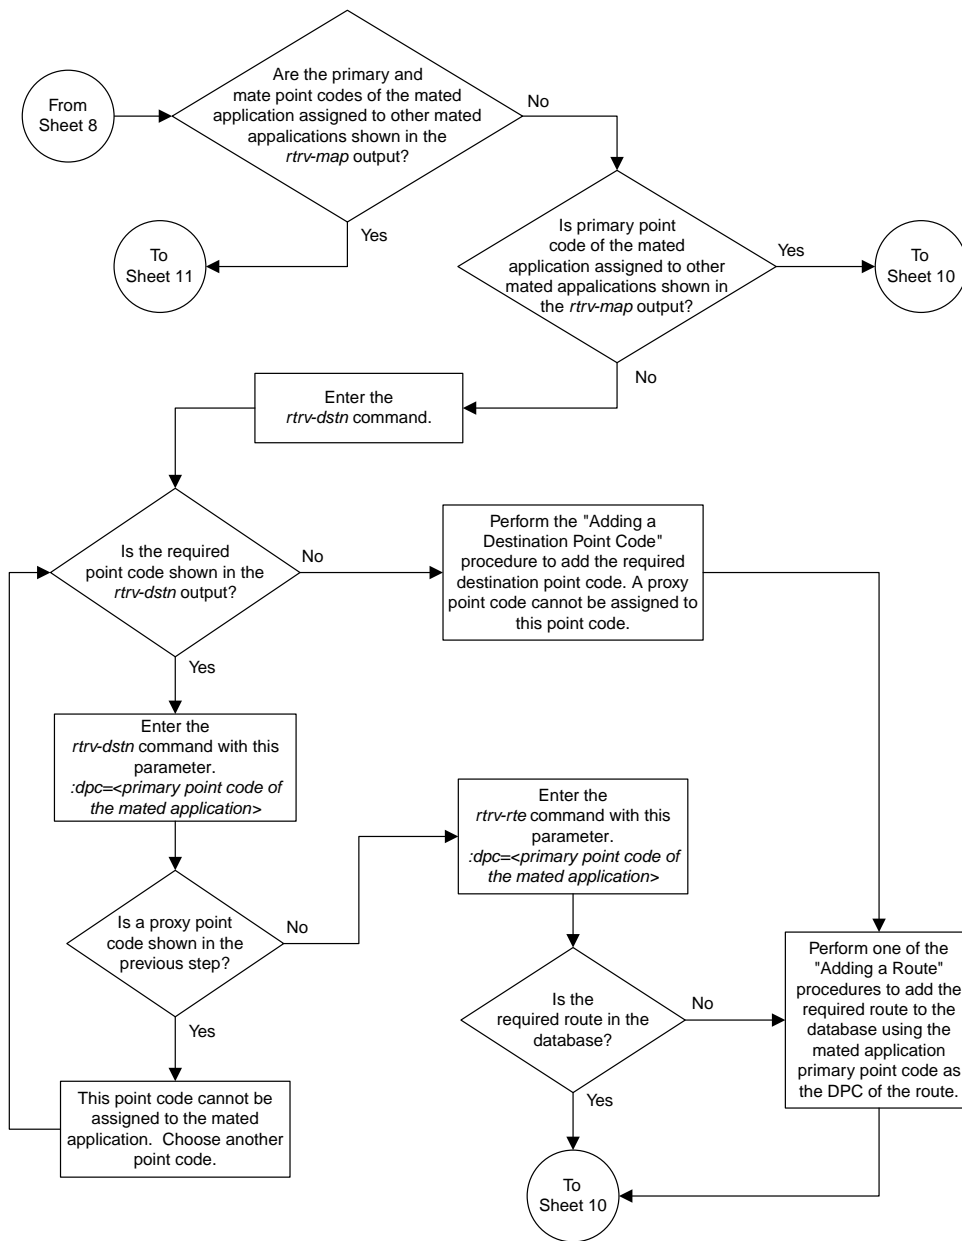 From
Sheet 8
Are the primary and
mate point codes of the mated
application assigned to other mated
appalications shown in the
rtrv-map output?
No
Yes
To
Sheet 11
Is primary point
code of the mated
application assigned to other
mated appalications shown in
the rtrv-map output?
Yes
To
Sheet 10
No
Enter the
rtrv-dstn command.
Is the required
point code shown in the
rtrv-dstn output?
No
Perform the "Adding a
Destination Point Code"
procedure to add the required
destination point code. A proxy
point code cannot be assigned to
this point code.
Yes
Enter the
rtrv-dstn command with this
parameter.
:dpc=<primary point code of
the mated application>
Enter the
rtrv-rte command with this
parameter.
:dpc=<primary point code of
the mated application>
Is a proxy point
code shown in the
previous step?
No
Yes
This point code cannot be
assigned to the mated
application.  Choose another
point code.
Is the
required route in the
database?
No
Yes
Perform one of the
"Adding a Route"
procedures to add the
required route to the
database using the
mated application
primary point code as
the DPC of the route.
To
Sheet 10